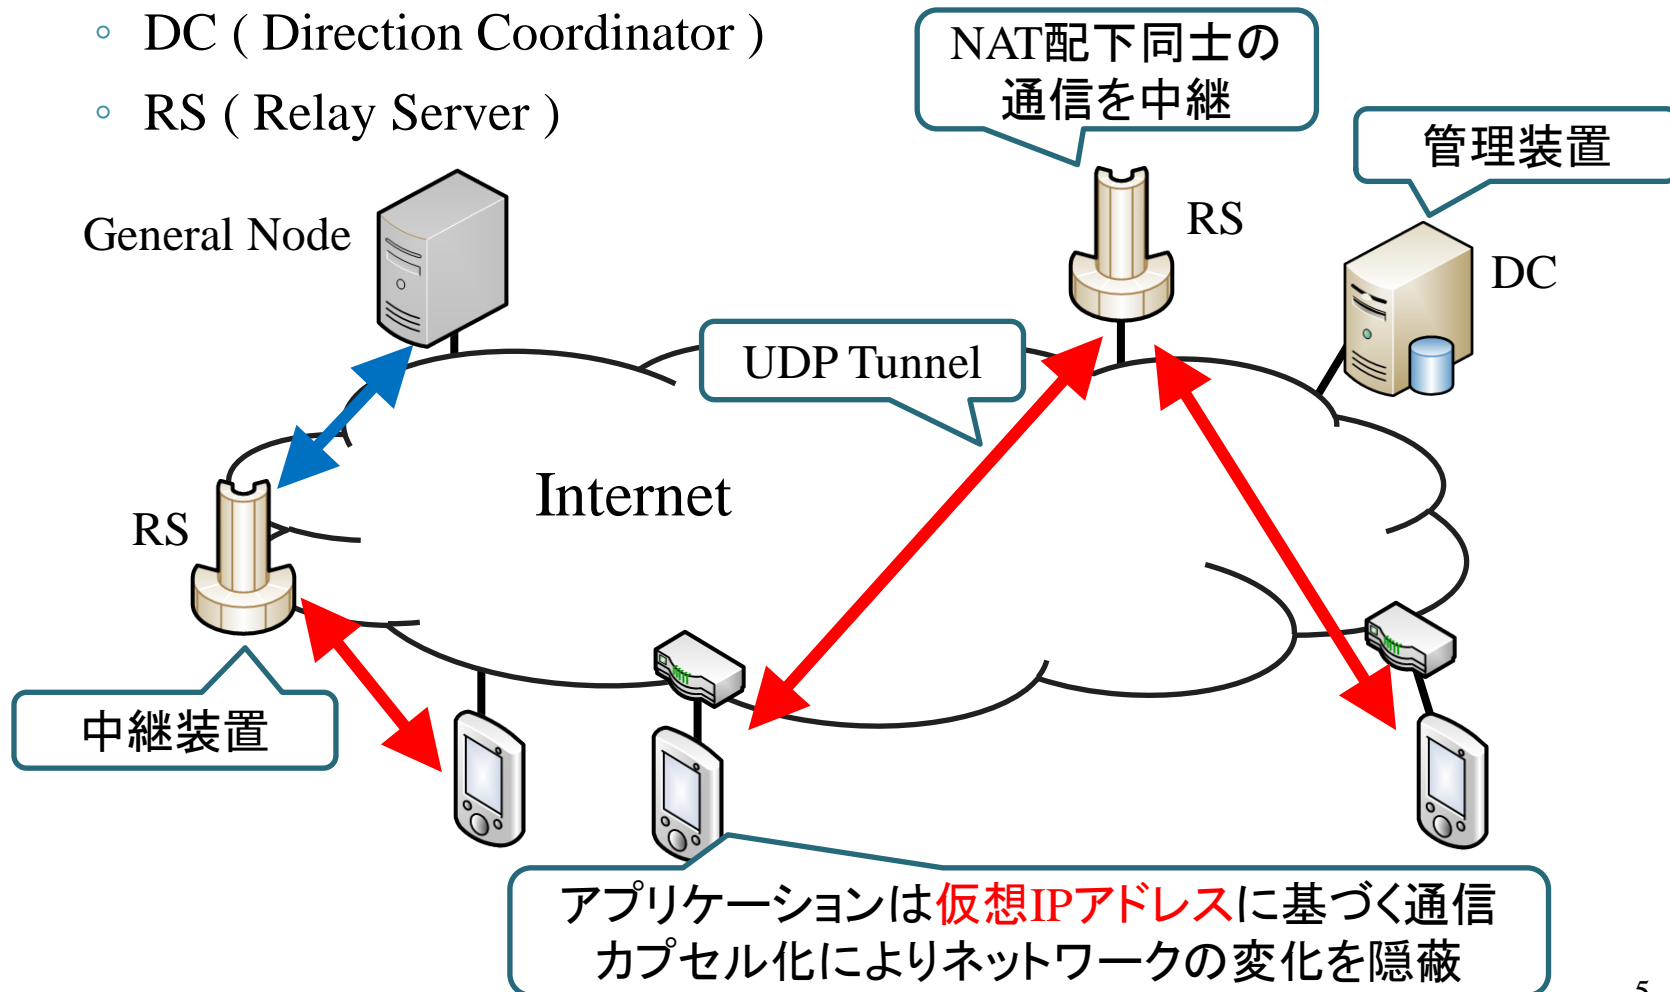 ◦ DC ( Direction Coordinator )
◦ RS ( Relay Server )
NAT配下同士の
通信を中継
管理装置
General Node
RS
DC
UDP Tunnel
Internet
RS
中継装置
アプリケーションは仮想IPアドレスに基づく通信
カプセル化によりネットワークの変化を隠蔽
5